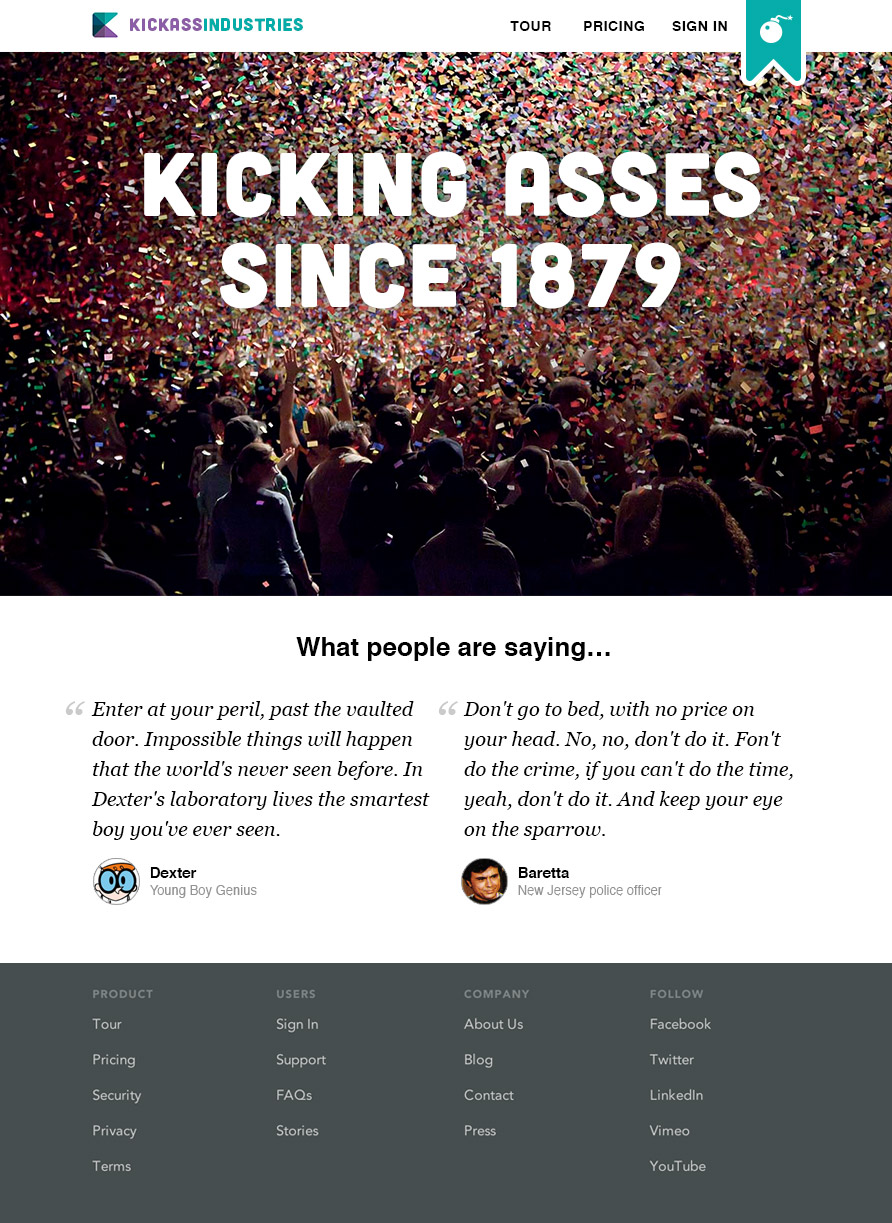 KICKASSINDUSTRIES
TOUR PRICING SIGN IN
KICKING ASSES
SINCE 1879
What people are saying...
“ Enter at your peril, past the vaulted
door. Impossible things will happen
that the world's never seen before. In
Dexter's laboratory lives the smartest
boy you've ever seen.
Dexter
Young Boy Genius
“ Don't go to bed, with no price on
your head. No, no, don't do it. Fon't
do the crime, if you can't do the time,
yeah, don't do it. And keep your eye
on the sparrow.
Baretta
New Jersey police officer
PRODUCT
Tour
Pricing
Security
Privacy
Terms
USERS
Sign In
Support
FAQs
Stories
COMPANY
About Us
Blog
Contact
Press
FOLLOW
Facebook
Twitter
LinkedIn
Vimeo
YouTube